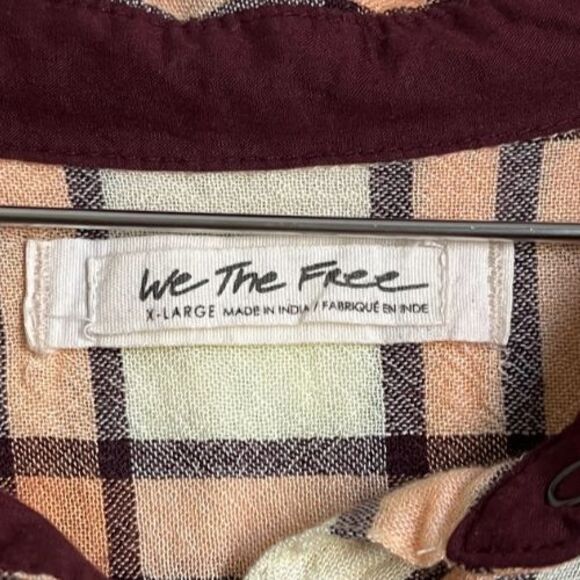 We The Free
X-LARGE MADE IN INDIA / FABRIQUÉ EN INDE